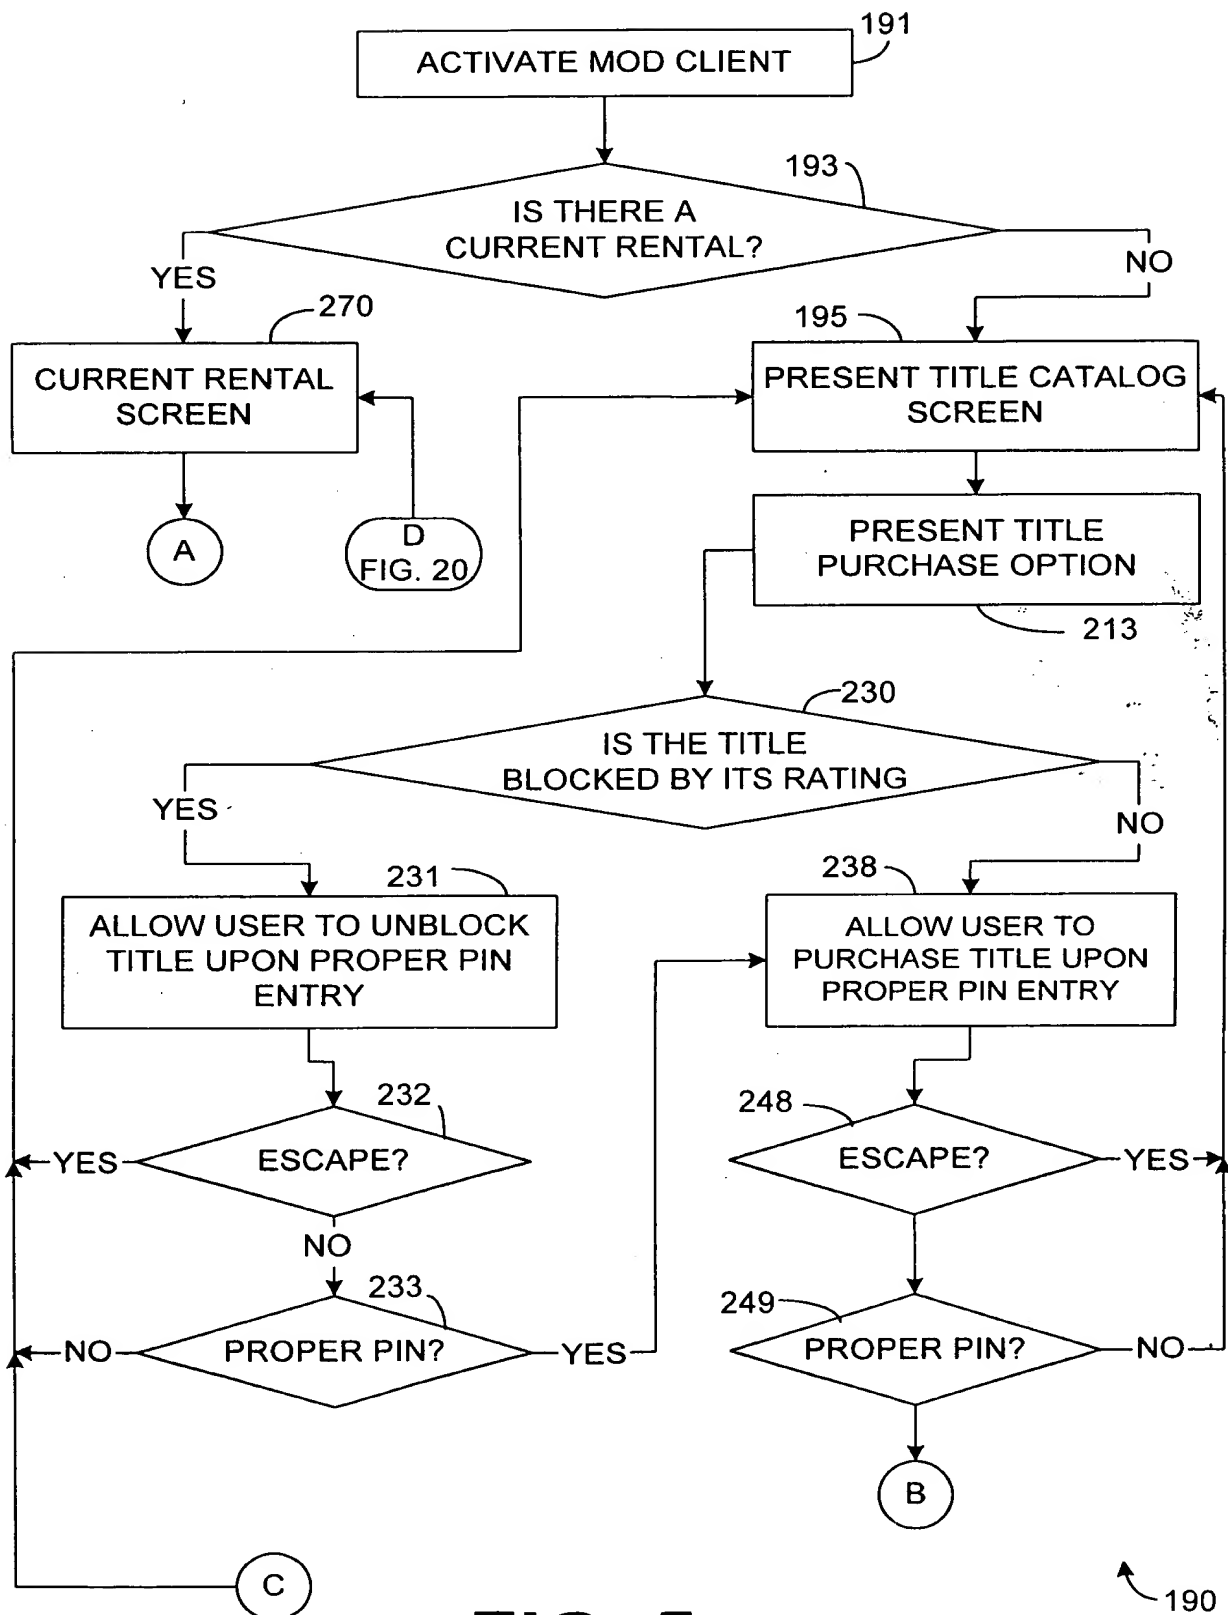 191
ACTIVATE MOD CLIENT
193
IS THERE A
CURRENT RENTAL?
YES
NO
270
195
CURRENT RENTAL
SCREEN
PRESENT TITLE CATALOG
SCREEN
A
D
FIG. 20
PRESENT TITLE
PURCHASE OPTION
213
230
IS THE TITLE
BLOCKED BY ITS RATING
YES
NO
231
238
ALLOW USER TO UNBLOCK
TITLE UPON PROPER PIN
ENTRY
ALLOW USER TO
PURCHASE TITLE UPON
PROPER PIN ENTRY
232
248
YES
ESCAPE?
ESCAPE?
YES
NO
233
249
NO
PROPER PIN?
YES
PROPER PIN?
NO
B
C
190